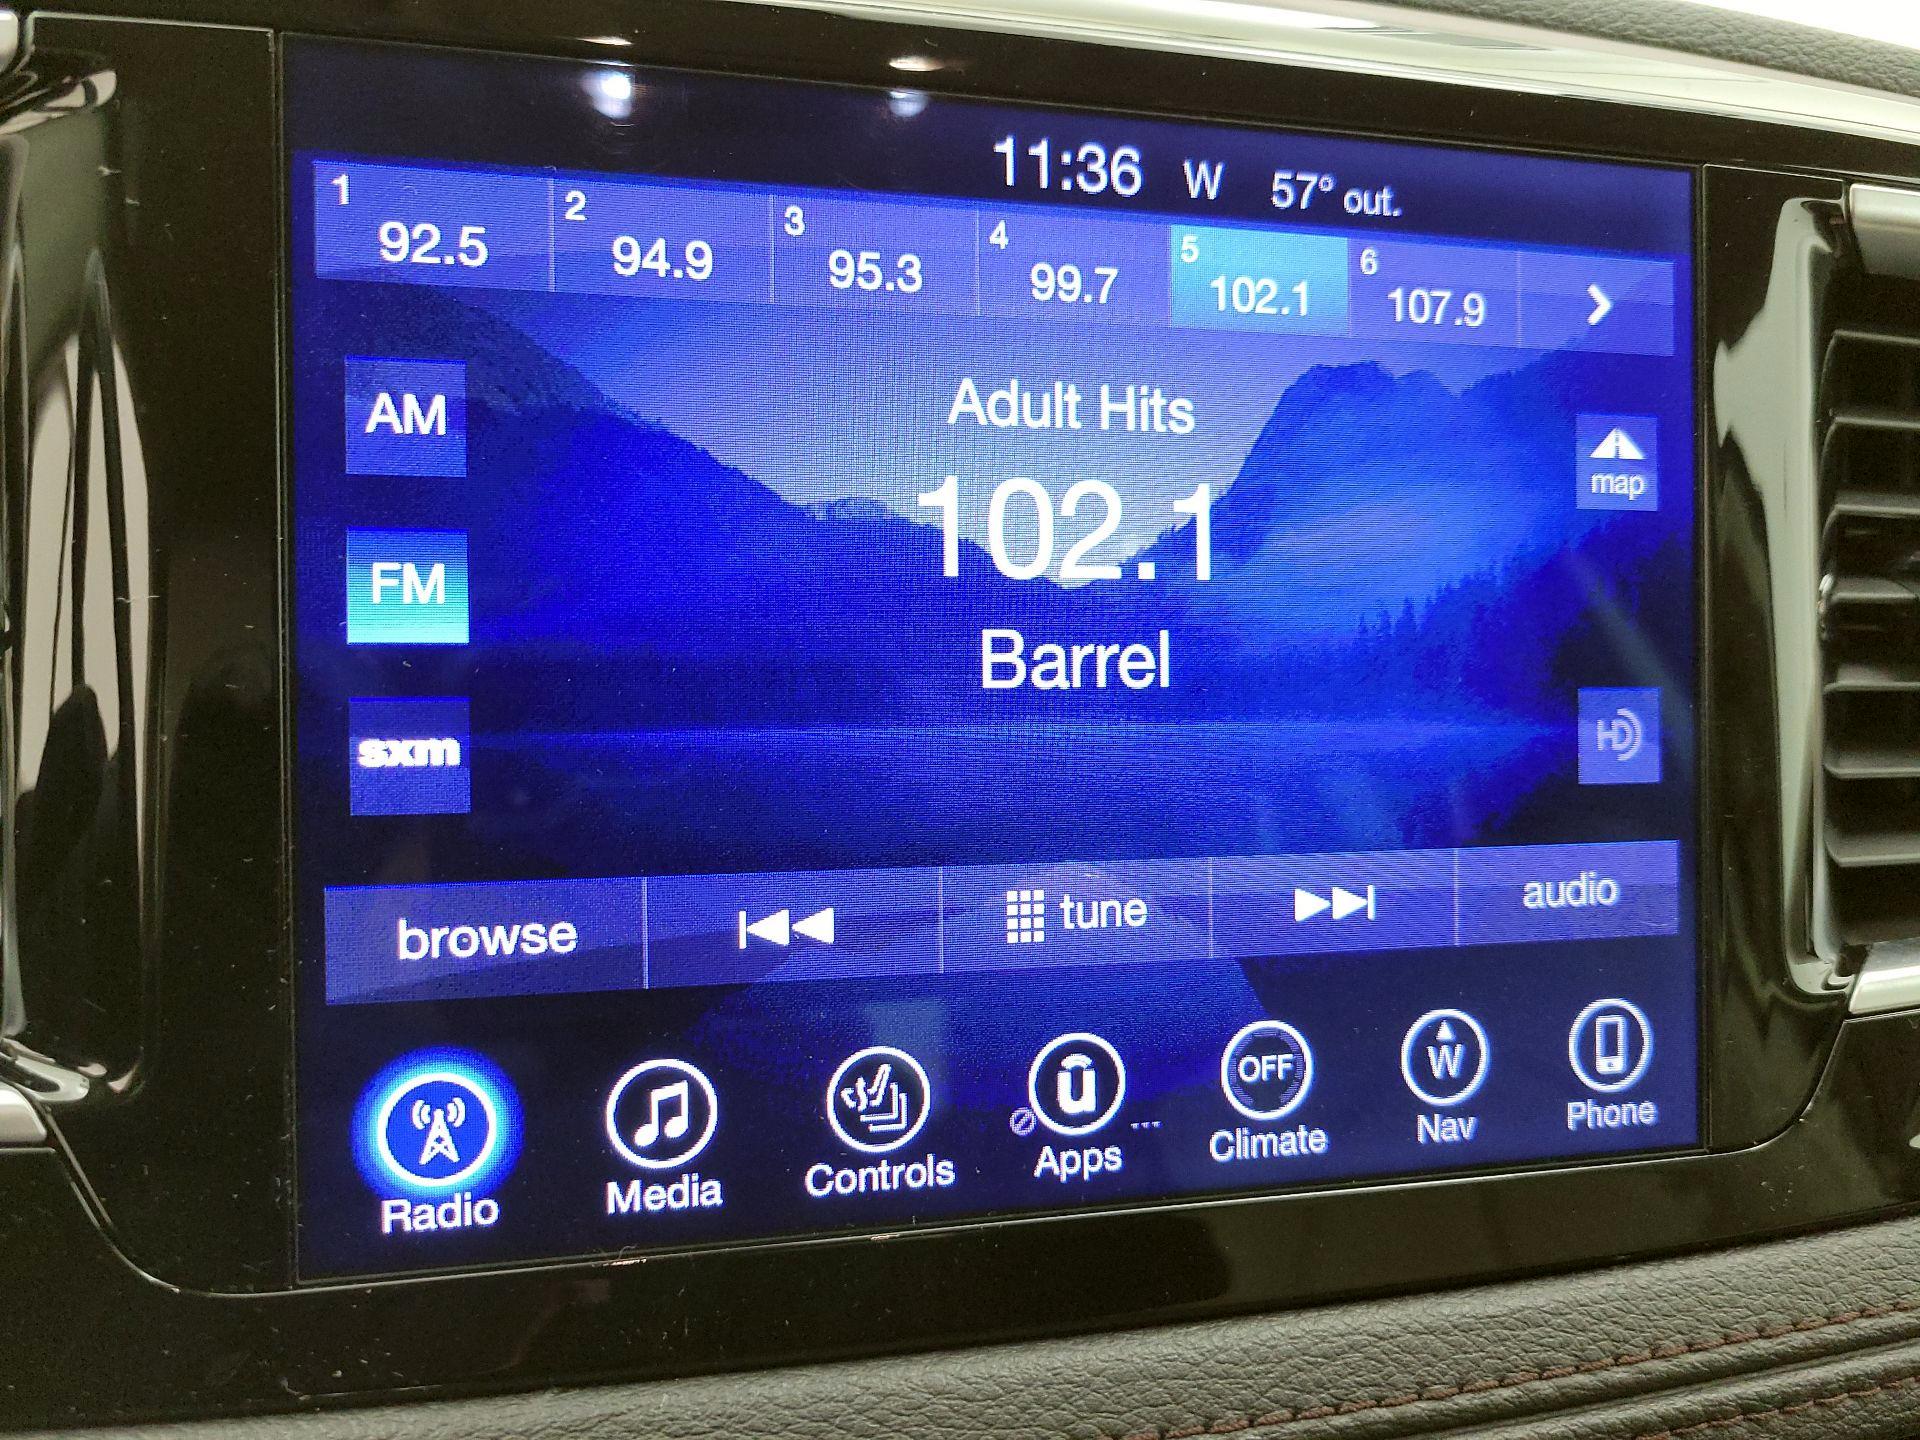 11:36 W 57° out.
1 92.5 2 94.9 3 95.3 4 99.7 5 102.1 6 107.9
AM
Adult Hits
map
102.1
FM
Barrel
sxm
HD
browse tune audio
OFF W
Radio Media Controls Apps ... Climate Nav Phone